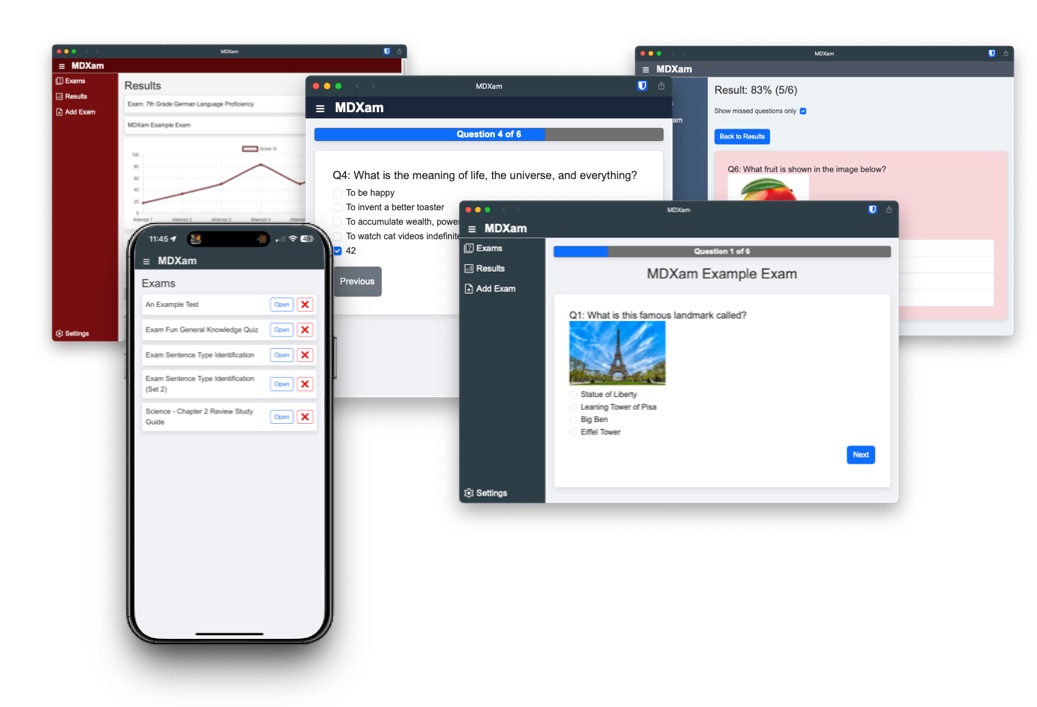 MDXam
MDXam
Exams
Results
Add Exam
Settings
Results
Exam: 7th Grade German Language Proficiency
MDXam Example Exam
Score %
100
80
60
40
20
0
Attempt 1 Attempt 2 Attempt 3 Attempt 4 Attempt
MDXam
MDXam
Question 4 of 6
Q4: What is the meaning of life, the universe, and everything?
To be happy
To invent a better toaster
To accumulate wealth, powe
To watch cat videos indefinite
42
Previous
MDXam
MDXam
am
Result: 83% (5/6)
Show missed questions only
Back to Results
Q6: What fruit is shown in the image below?
MDXam
MDXam
Exams
Results
Add Exam
Settings
Question 1 of 6
MDXam Example Exam
Q1: What is this famous landmark called?
Statue of Liberty
Leaning Tower of Pisa
Big Ben
Eiffel Tower
Next
11:45
MDXam
Exams
An Example Test Open
Exam Fun General Knowledge Quiz Open
Exam Sentence Type Identification Open
Exam Sentence Type Identification
(Set 2) Open
Science - Chapter 2 Review Study
Guide Open